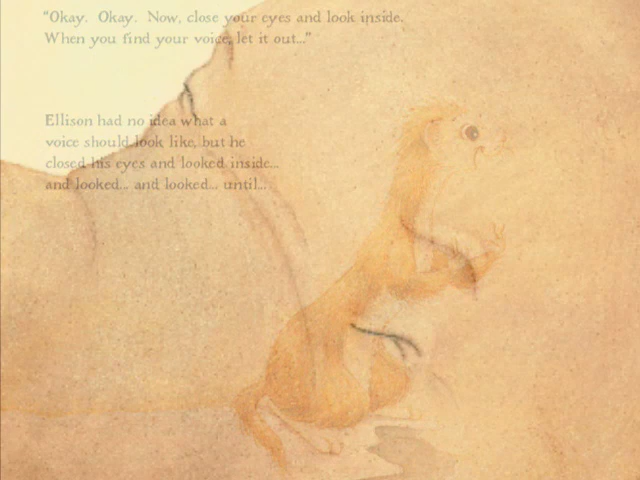 “Okay.  Okay.  Now, close your eyes and look inside.
When you find your voice, let it out...”
Ellison had no idea what a
voice should look like, but he
closed his eyes and looked inside...
and looked... and looked... until...